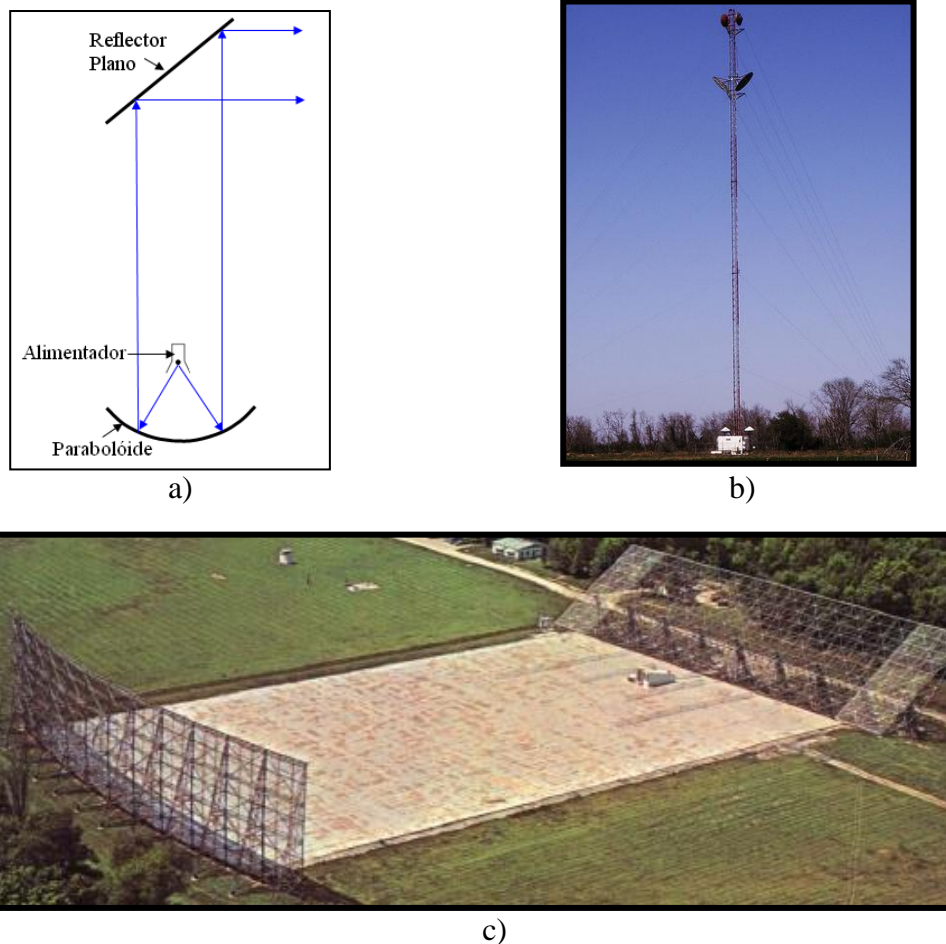 Reflector
Plano
Alimentador
Parabolóide
a)
b)
c)